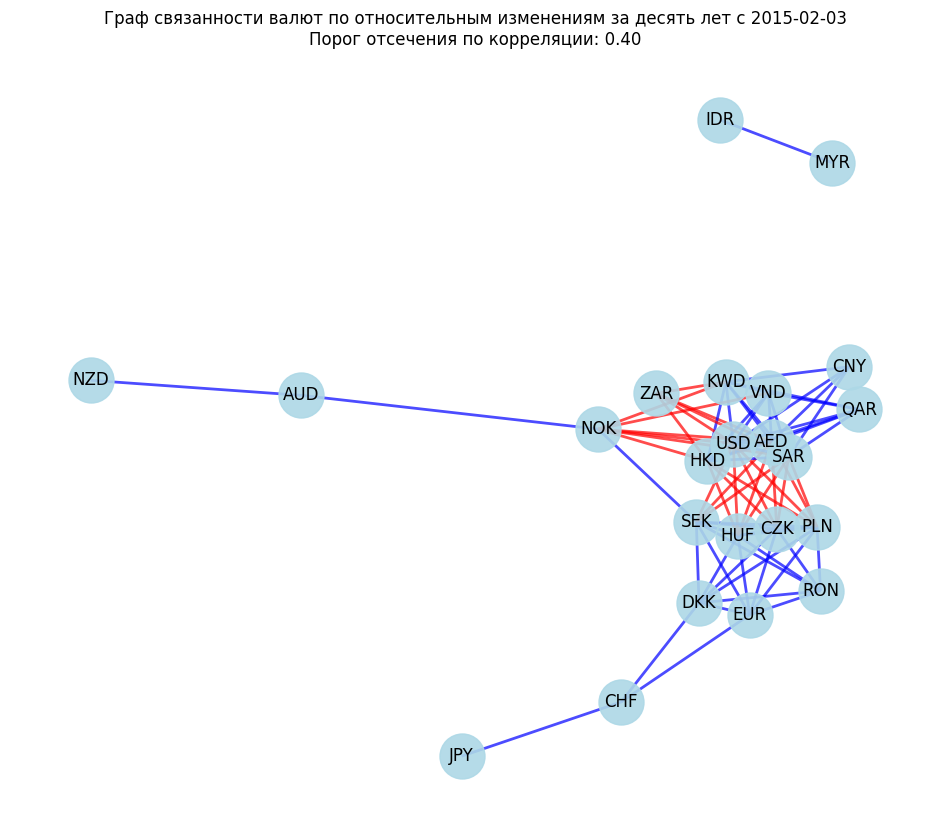 Граф связанности валют по относительным изменениям за десять лет с 2015-02-03
Порог отсечения по корреляции: 0.40
IDR
MYR
CNY
NZD
KWD
VND
ZAR
AUD
QAR
NOK
USD
AED
HKD
SAR
SEK
PLN
CZK
HUF
RON
DKK
EUR
CHF
JPY